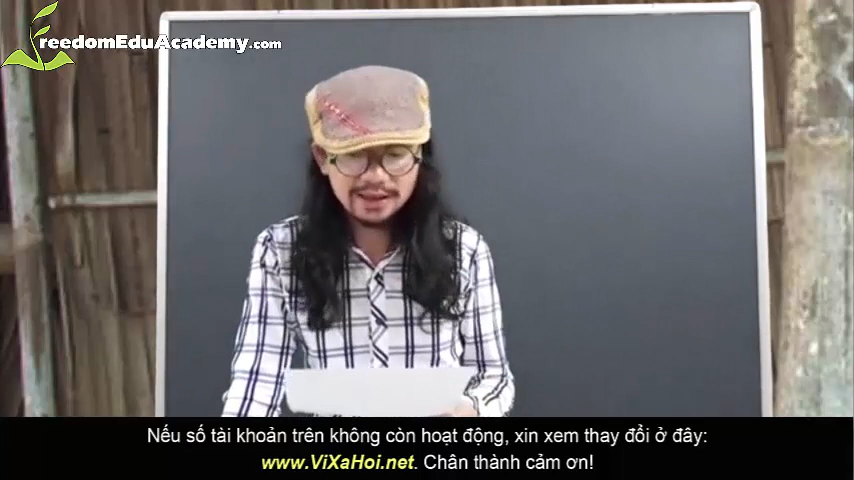 FreedomEduAcademy.com
Nếu số tài khoản trên không còn hoạt động, xin xem thay đổi ở đây:
www.ViXaHoi.net. Chân thành cảm ơn!